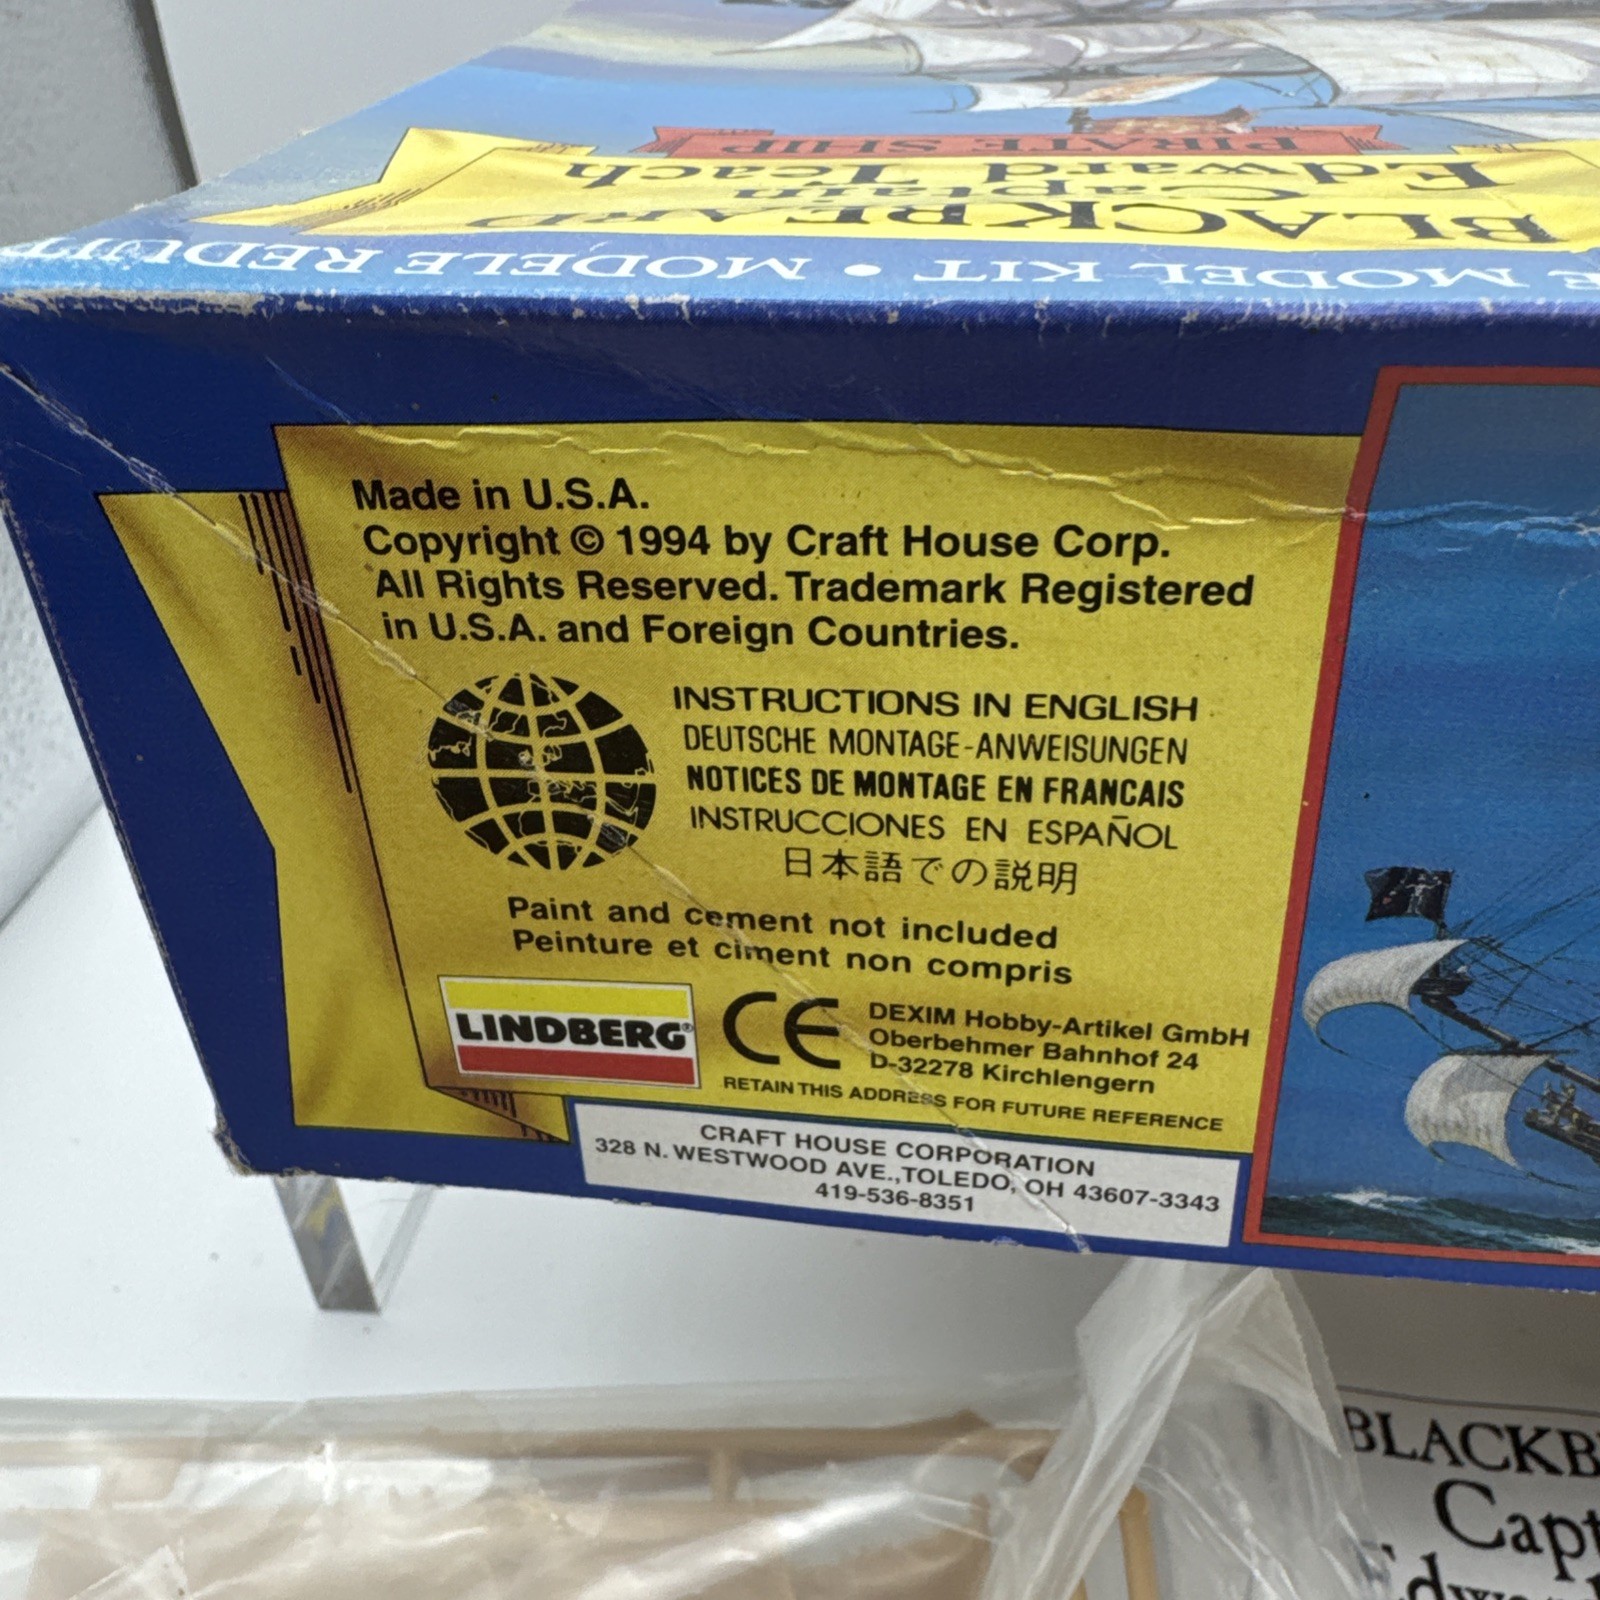 PIRATE SHIP
Edward Teach
Captain
BLACKBEARD
MODEL KIT • MODELE REDUIT
Made in U.S.A.
Copyright © 1994 by Craft House Corp.
All Rights Reserved. Trademark Registered
in U.S.A. and Foreign Countries.
INSTRUCTIONS IN ENGLISH
DEUTSCHE MONTAGE-ANWEISUNGEN
NOTICES DE MONTAGE EN FRANCAIS
INSTRUCCIONES EN ESPAÑOL
日本語での説明
Paint and cement not included
Peinture et ciment non compris
LINDBERG®
CE
DEXIM Hobby-Artikel GmbH
Oberbehmer Bahnhof 24
D-32278 Kirchlengern
RETAIN THIS ADDRESS FOR FUTURE REFERENCE
CRAFT HOUSE CORPORATION
328 N. WESTWOOD AVE.,TOLEDO, OH 43607-3343
419-536-8351
BLACKB
Capt